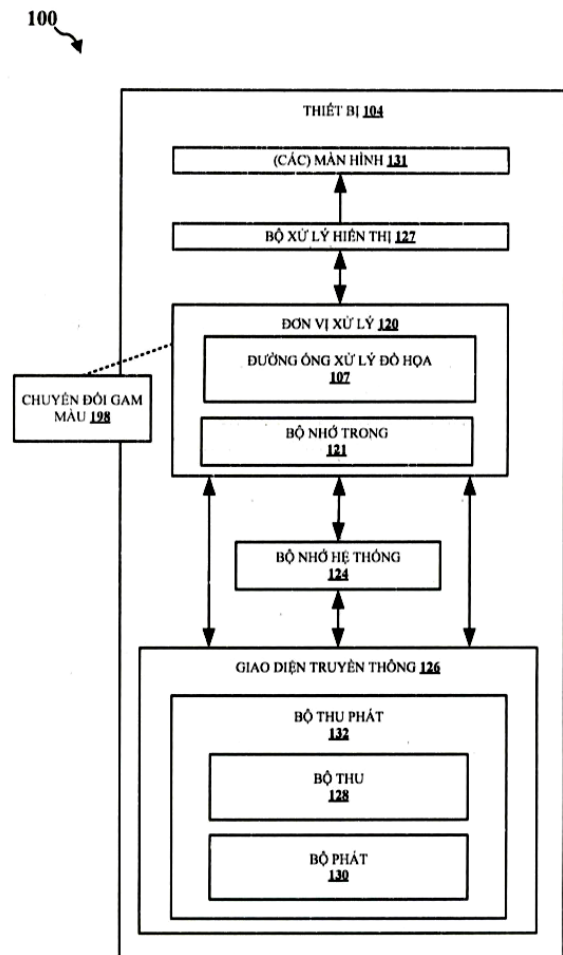 100
THIẾT BỊ 104
(CÁC) MÀN HÌNH 131
BỘ XỬ LÝ HIỂN THỊ 127
ĐƠN VỊ XỬ LÝ 120
ĐƯỜNG ỐNG XỬ LÝ ĐỒ HỌA
107
CHUYỂN ĐỔI GAM
MÀU 198
BỘ NHỚ TRONG
121
BỘ NHỚ HỆ THỐNG
124
GIAO DIỆN TRUYỀN THÔNG 126
BỘ THU PHÁT
132
BỘ THU
128
BỘ PHÁT
130